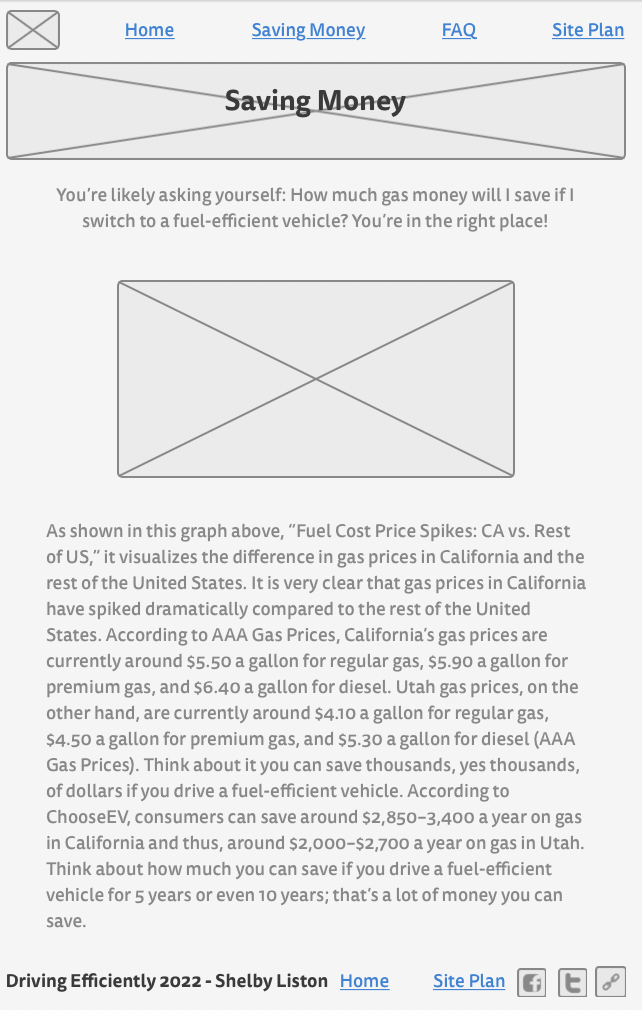 Home Saving Money FAQ Site Plan
Saving Money
You're likely asking yourself: How much gas money will I save if I
switch to a fuel-efficient vehicle? You're in the right place!
As shown in this graph above, "Fuel Cost Price Spikes: CA vs. Rest
of US," it visualizes the difference in gas prices in California and the
rest of the United States. It is very clear that gas prices in California
have spiked dramatically compared to the rest of the United
States. According to AAA Gas Prices, California's gas prices are
currently around $5.50 a gallon for regular gas, $5.90 a gallon for
premium gas, and $6.40 a gallon for diesel. Utah gas prices, on the
other hand, are currently around $4.10 a gallon for regular gas,
$4.50 a gallon for premium gas, and $5.30 a gallon for diesel (AAA
Gas Prices). Think about it you can save thousands, yes thousands,
of dollars if you drive a fuel-efficient vehicle. According to
ChooseEV, consumers can save around $2,850–3,400 a year on gas
in California and thus, around $2,000–$2,700 a year on gas in Utah.
Think about how much you can save if you drive a fuel-efficient
vehicle for 5 years or even 10 years; that's a lot of money you can
save.
Driving Efficiently 2022 - Shelby Liston Home Site Plan